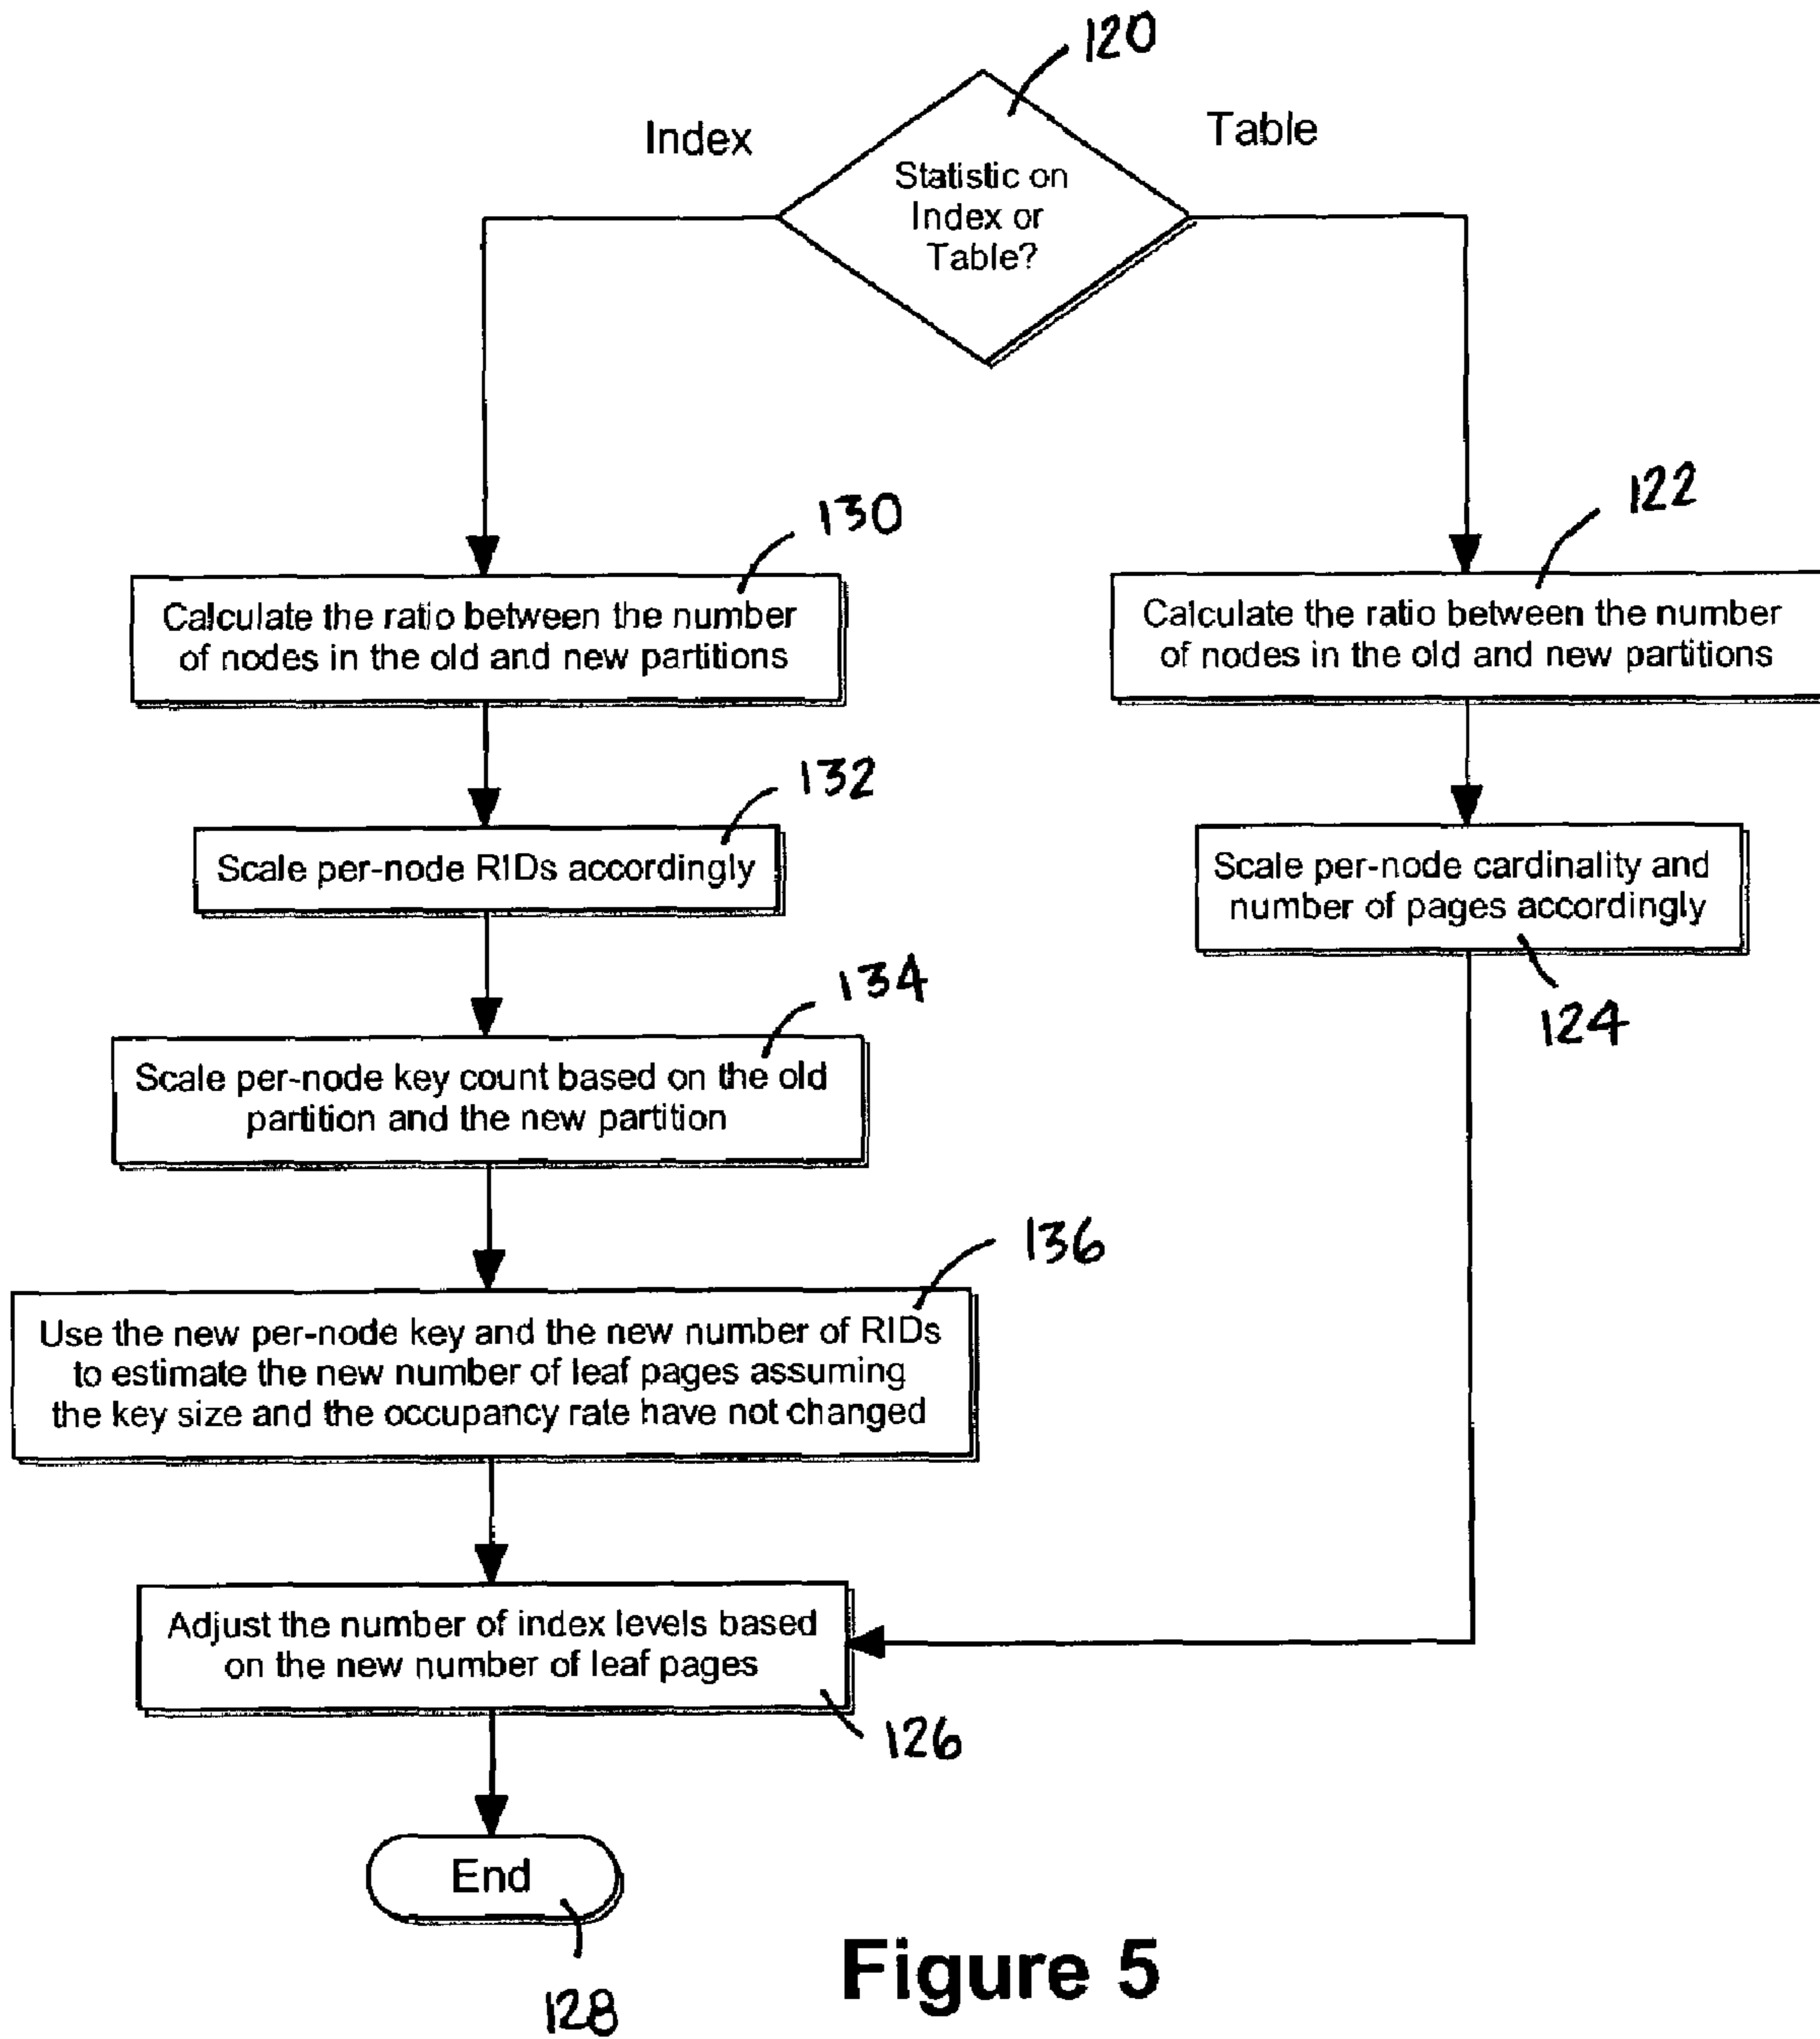 120
Index
Table
Statistic on
Index or
Table?
130
122
Calculate the ratio between the number
of nodes in the old and new partitions
Calculate the ratio between the number
of nodes in the old and new partitions
132
Scale per-node RIDs accordingly
Scale per-node cardinality and
number of pages accordingly
124
134
Scale per-node key count based on the old
partition and the new partition
136
Use the new per-node key and the new number of RIDs
to estimate the new number of leaf pages assuming
the key size and the occupancy rate have not changed
Adjust the number of index levels based
on the new number of leaf pages
126
End
128
Figure 5